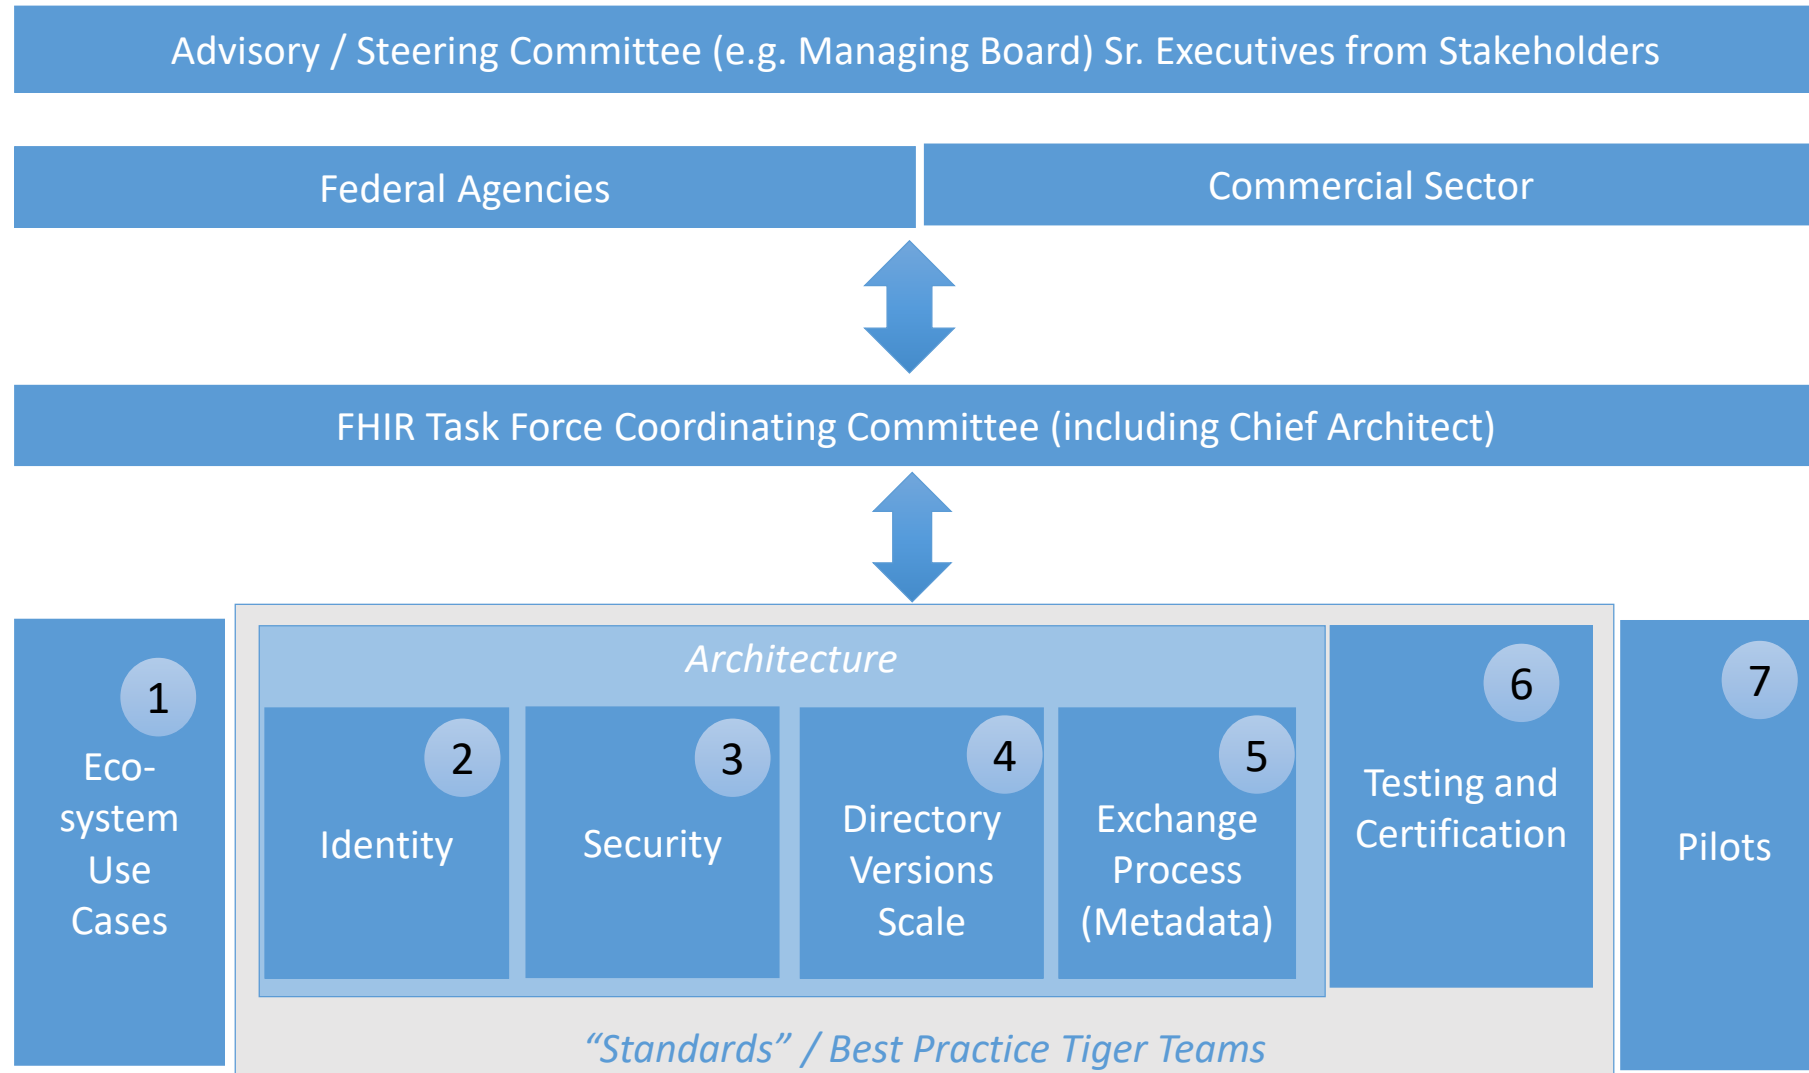 Advisory / Steering Committee (e.g. Managing Board) Sr. Executives from Stakeholders
Federal Agencies
Commercial Sector
FHIR Task Force Coordinating Committee (including Chief Architect)
1
Eco-
system
Use
Cases
Architecture
2
Identity
3
Security
4
Directory
Versions
Scale
5
Exchange
Process
(Metadata)
6
Testing and
Certification
7
Pilots
“Standards” / Best Practice Tiger Teams